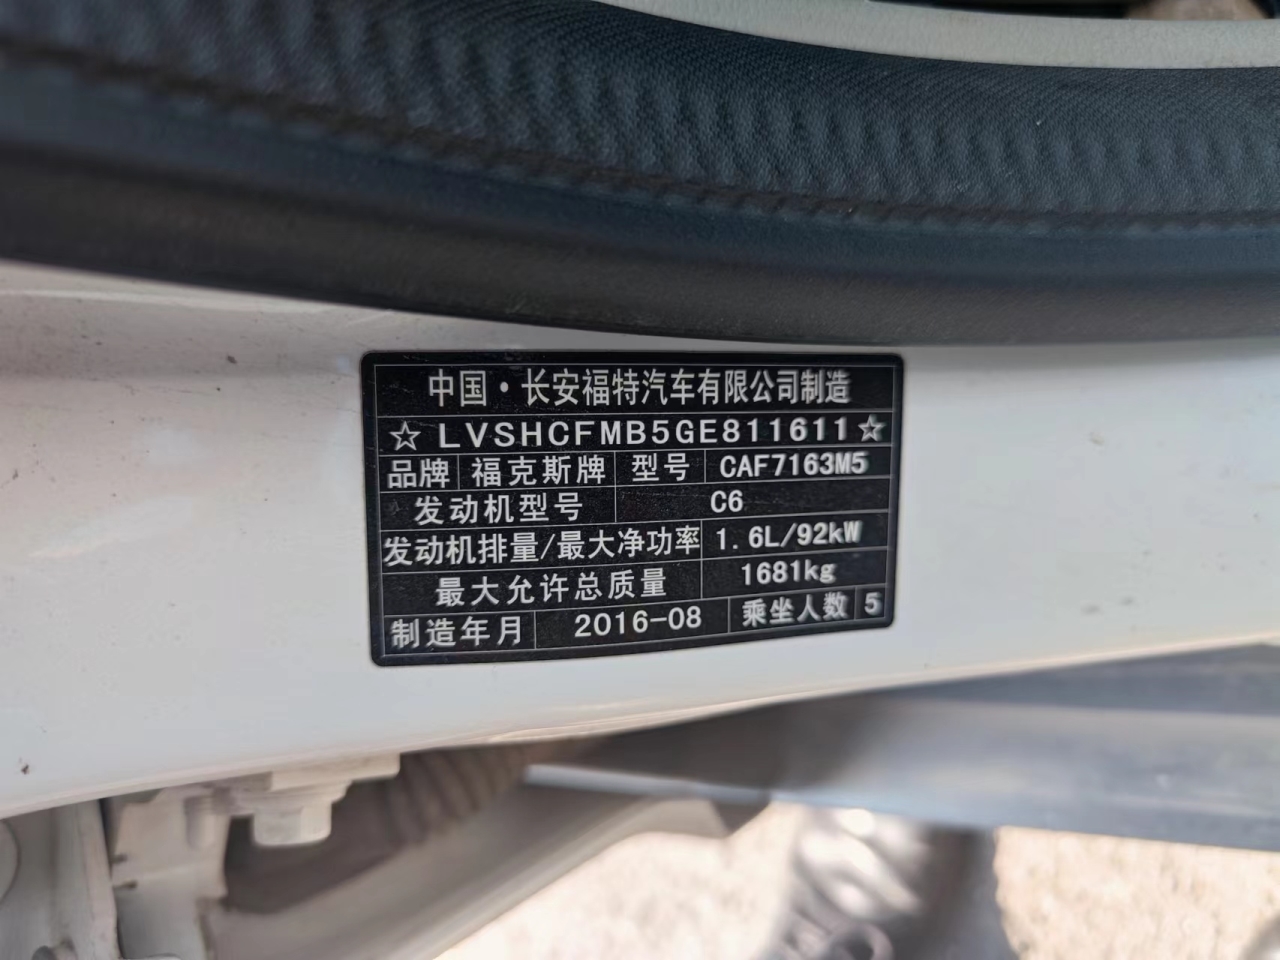 中国·长安福特汽车有限公司制造
☆LVSHCFMB5GE811611☆
品牌 福克斯牌 型号 CAF7163M5
发动机型号 C6
发动机排量/最大净功率 1.6L/92kW
最大允许总质量 1681kg
制造年月 2016-08 乘坐人数 5